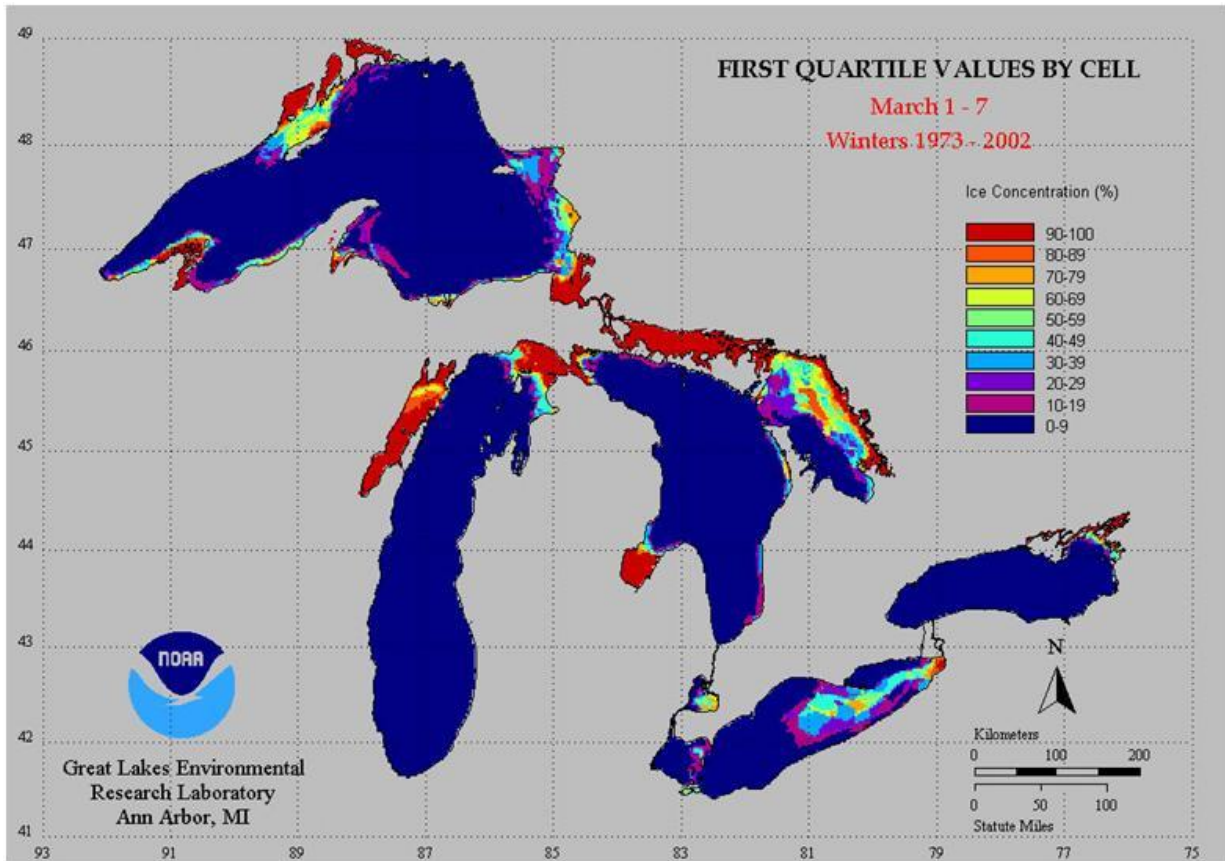 FIRST QUARTILE VALUES BY CELL
March 1 - 7
Winters 1973 - 2002
Ice Concentration (%)
90-100
80-89
70-79
60-69
50-59
40-49
30-39
20-29
10-19
0-9
49
48
47
46
45
44
43
42
41
NOAA
Great Lakes Environmental
Research Laboratory
Ann Arbor, MI
N
Kilometers
0 100 200
0 50 100
Statute Miles
93 91 89 87 85 83 81 79 77 75